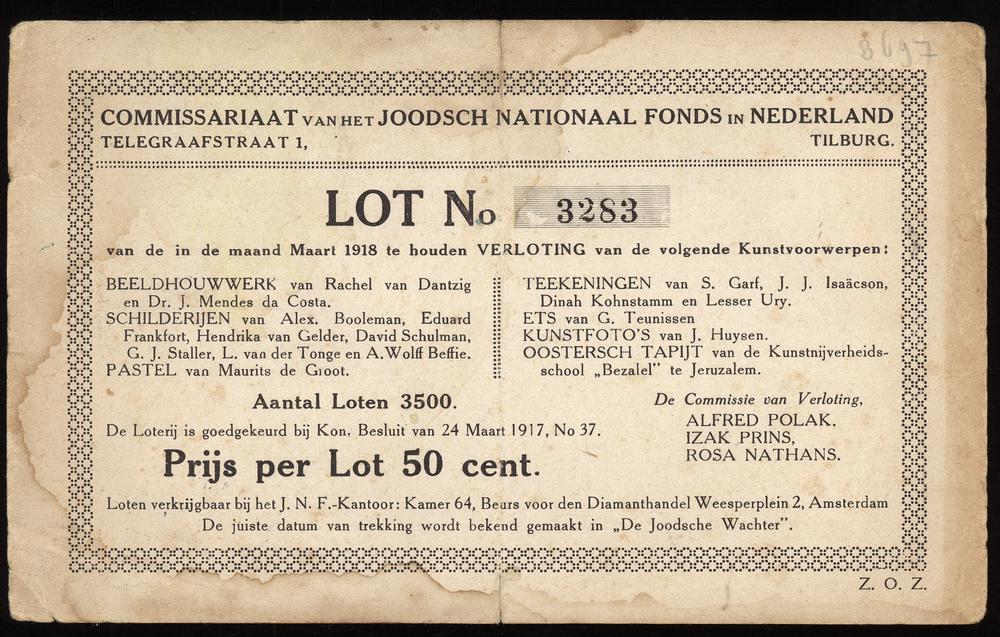 8697
COMMISSARIAAT VAN HET JOODSCH NATIONAAL FONDS IN NEDERLAND
TELEGRAAFSTRAAT 1, TILBURG.
LOT No 3283
van de in de maand Maart 1918 te houden VERLOTING van de volgende Kunstvoorwerpen:
BEELDHOUWWERK van Rachel van Dantzig
en Dr. J. Mendes da Costa.
SCHILDERIJEN van Alex. Booleman, Eduard
Frankfort, Hendrika van Gelder, David Schulman,
G. J. Staller, L. van der Tonge en A. Wolff Beffie.
PASTEL van Maurits de Groot.
TEEKENINGEN van S. Garf, J. J. Isaäcson,
Dinah Kohnstamm en Lesser Ury.
ETS van G. Teunissen
KUNSTFOTO'S van J. Huysen.
OOSTERSCH TAPIJT van de Kunstnijverheids-
school „Bezalel" te Jeruzalem.
Aantal Loten 3500.
De Loterij is goedgekeurd bij Kon. Besluit van 24 Maart 1917, No 37.
Prijs per Lot 50 cent.
De Commissie van Verloting,
ALFRED POLAK.
IZAK PRINS,
ROSA NATHANS.
Loten verkrijgbaar bij het J. N. F.-Kantoor: Kamer 64, Beurs voor den Diamanthandel Weesperplein 2, Amsterdam
De juiste datum van trekking wordt bekend gemaakt in „De Joodsche Wachter".
Z. O. Z.